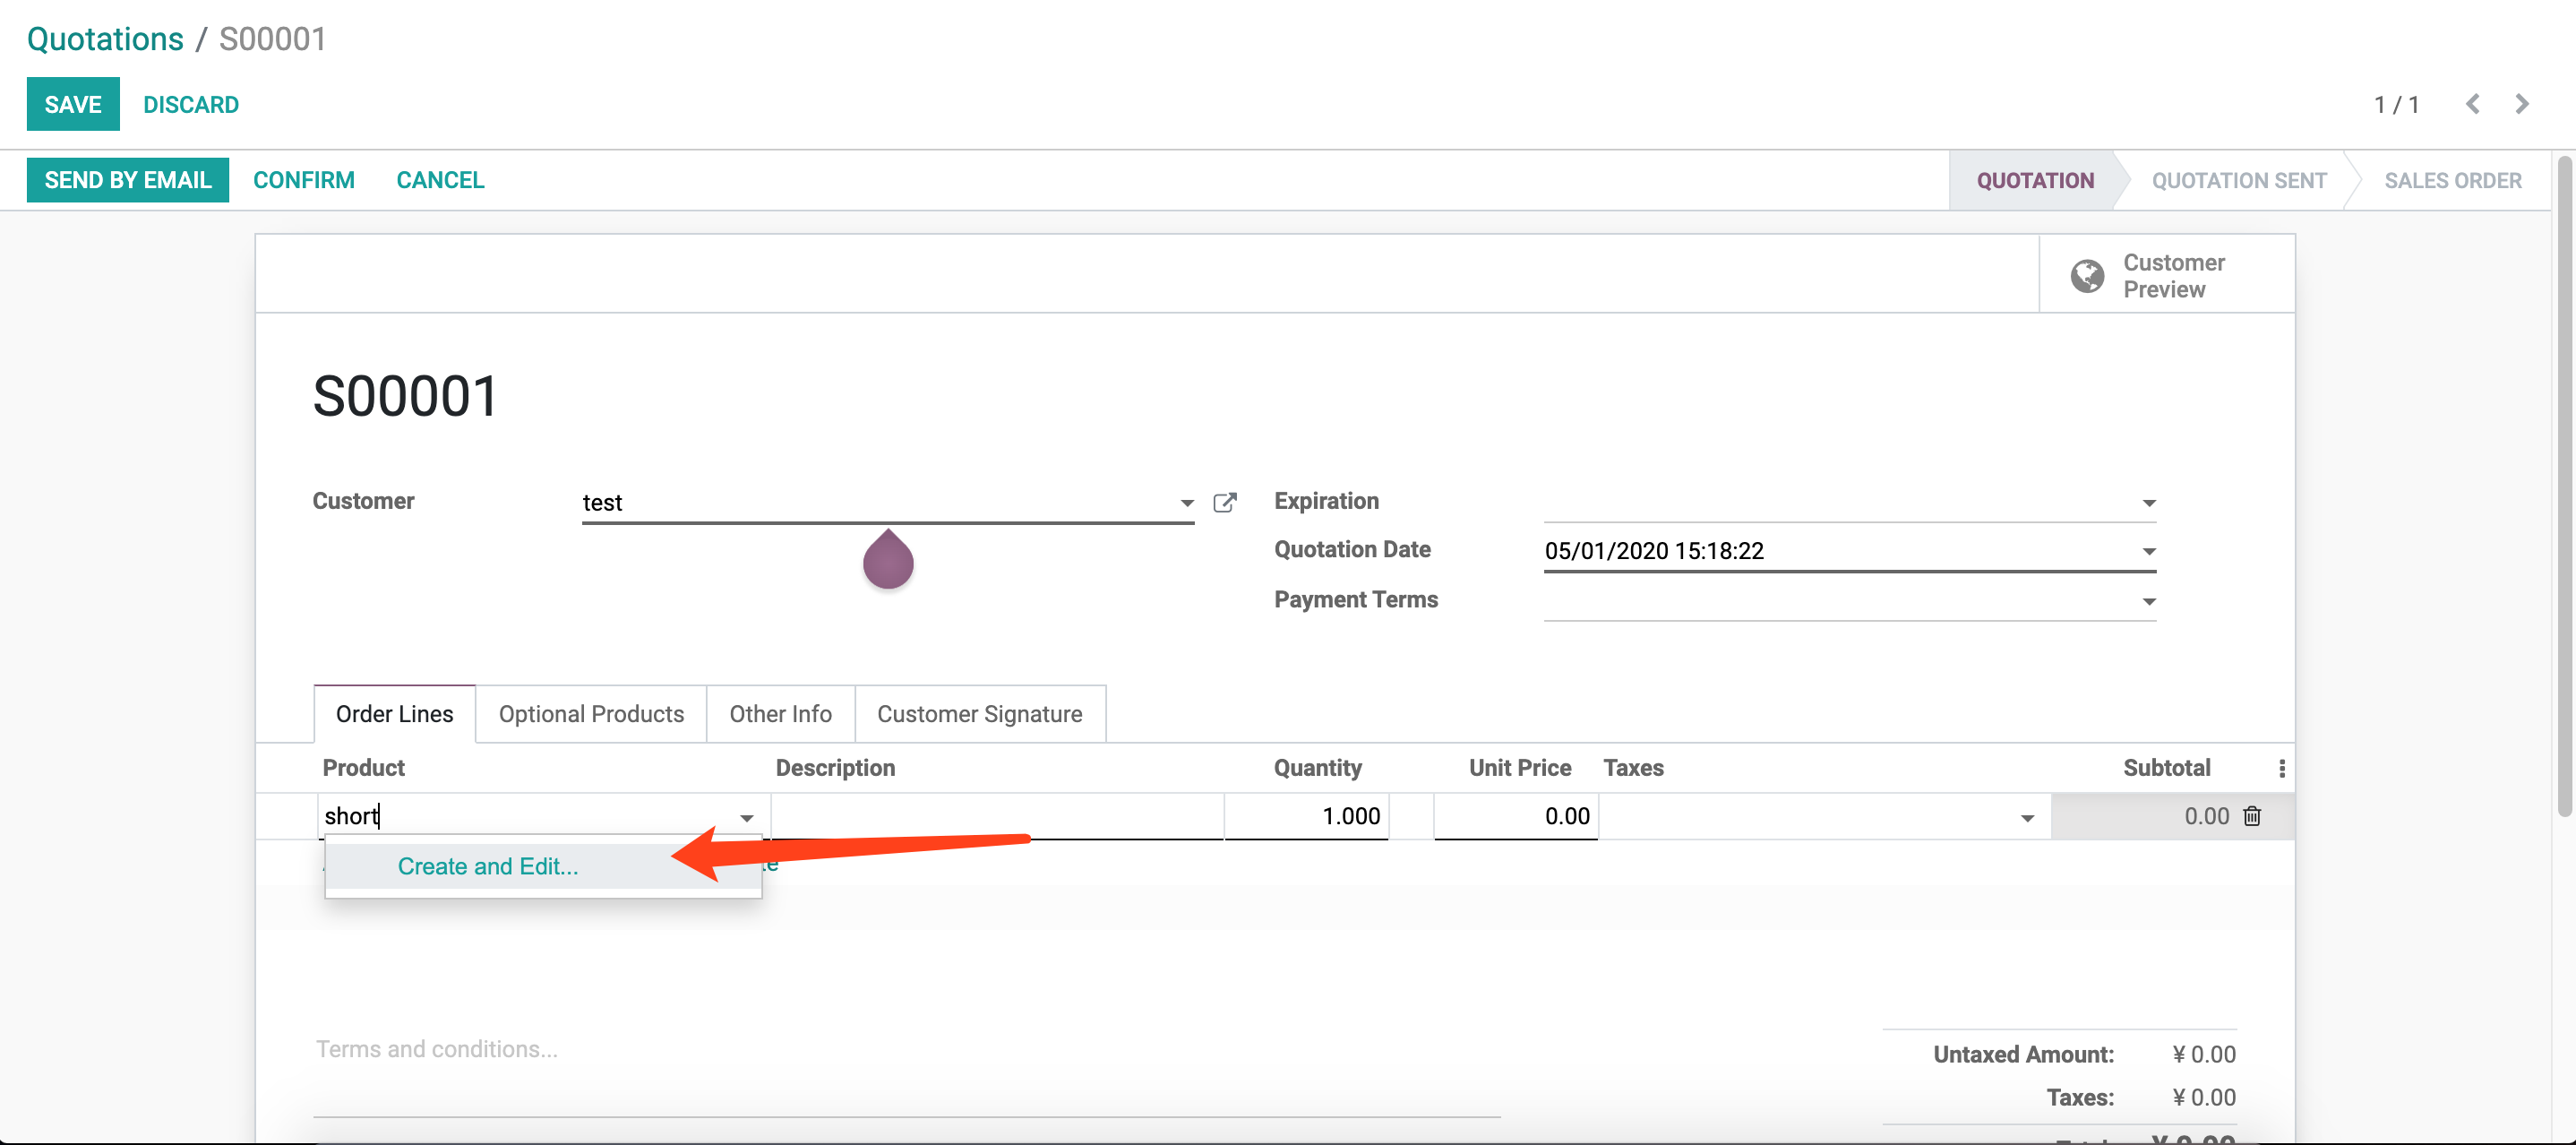 Quotations / S00001
SAVE DISCARD 1 / 1
SEND BY EMAIL CONFIRM CANCEL QUOTATION QUOTATION SENT SALES ORDER
Customer
Preview
S00001
Customer test Expiration
Quotation Date 05/01/2020 15:18:22
Payment Terms
Order Lines Optional Products Other Info Customer Signature
Product Description Quantity Unit Price Taxes Subtotal
short 1.000 0.00 0.00
Create and Edit...
Terms and conditions...
Untaxed Amount: ¥ 0.00
Taxes: ¥ 0.00